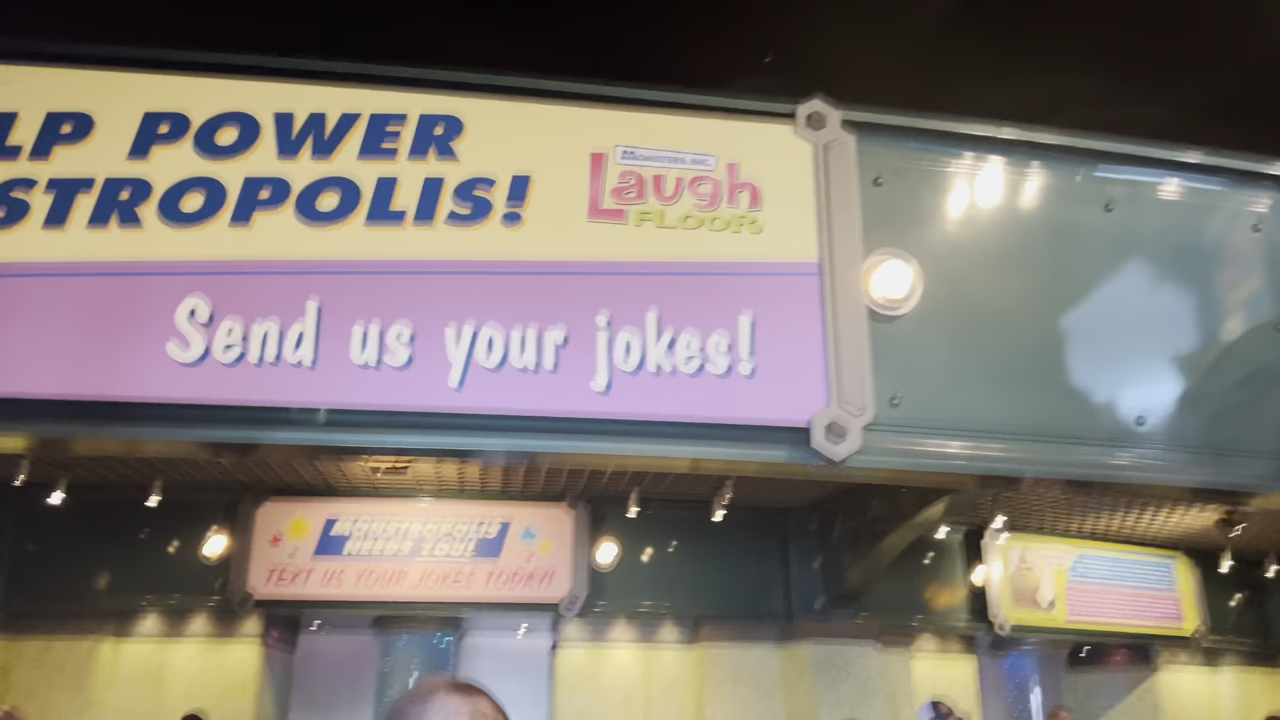 LP POWER
STROPOLIS!
MONSTERS, INC.
Laugh
FLOOR
Send us your jokes!
MONSTROPOLIS
NEEDS YOU!
TEXT US YOUR JOKES TODAY!